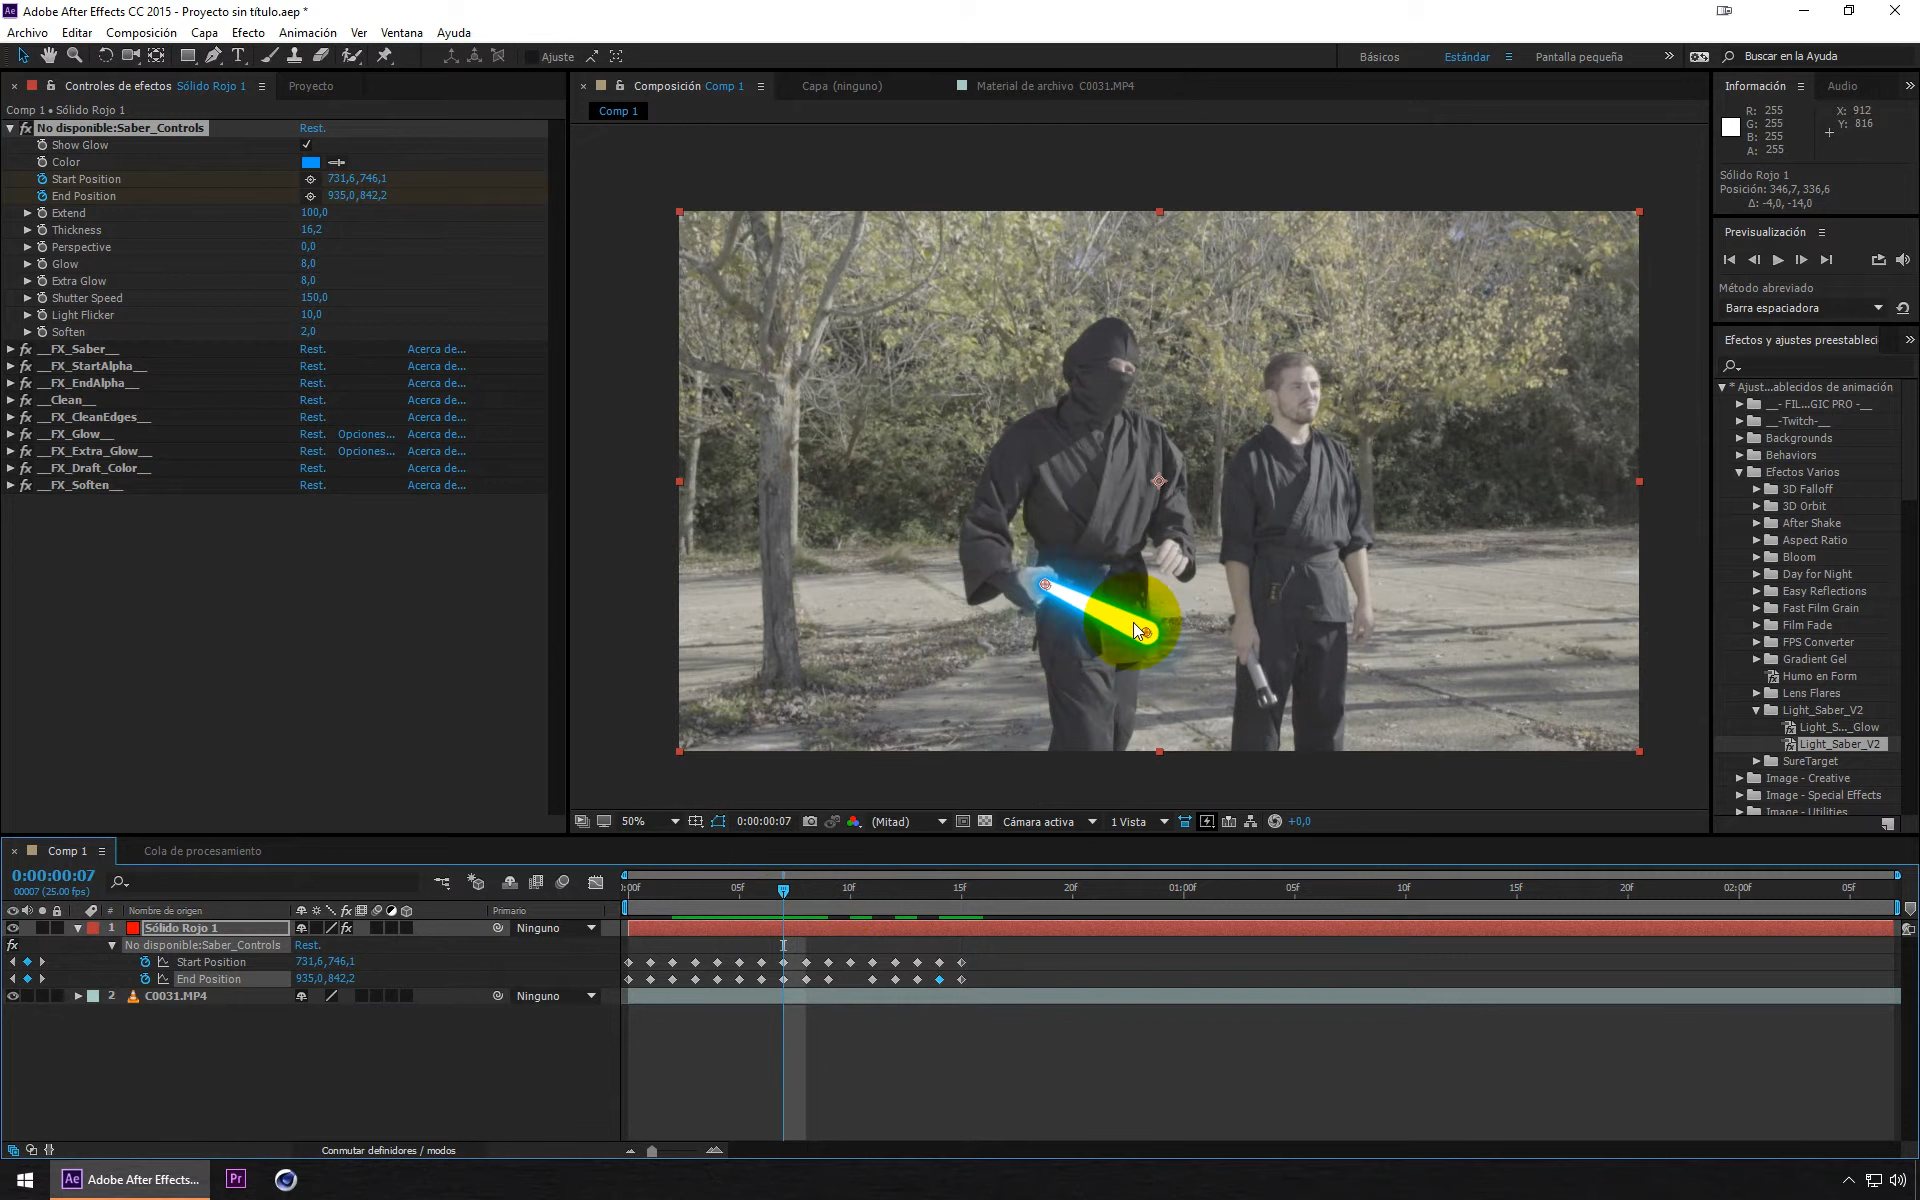 Adobe After Effects CC 2015 - Proyecto sin título.aep *
Archivo Editar Composición Capa Efecto Animación Ver Ventana Ayuda
Ajuste
Básicos Estándar Pantalla pequeña Buscar en la Ayuda
Controles de efectos Sólido Rojo 1 Proyecto
Comp 1 • Sólido Rojo 1
No disponible:Saber_Controls Rest.
Show Glow
Color
Start Position 731,6,746,1
End Position 935,0,842,2
Extend 100,0
Thickness 16,2
Perspective 0,0
Glow 8,0
Extra Glow 8,0
Shutter Speed 150,0
Light Flicker 10,0
Soften 2,0
__FX_Saber__ Rest. Acerca de...
__FX_StartAlpha__ Rest. Acerca de...
__FX_EndAlpha__ Rest. Acerca de...
__Clean__ Rest. Acerca de...
__FX_CleanEdges__ Rest. Acerca de...
__FX_Glow__ Rest. Opciones... Acerca de...
__FX_Extra_Glow__ Rest. Opciones... Acerca de...
__FX_Draft_Color__ Rest. Acerca de...
__FX_Soften__ Rest. Acerca de...
Composición Comp 1 Capa (ninguno) Material de archivo C0031.MP4
Comp 1
50% 0:00:00:07 (Mitad) Cámara activa 1 Vista +0,0
Información Audio
R: 255 X: 912
G: 255 Y: 816
B: 255
A: 255
Sólido Rojo 1
Posición: 346,7, 336,6
Δ: -4,0, -14,0
Previsualización
Método abreviado
Barra espaciadora
Efectos y ajustes preestableci
* Ajust...ablecidos de animación
__- FIL...GIC PRO -__
__-Twitch-__
Backgrounds
Behaviors
Efectos Varios
3D Falloff
3D Orbit
After Shake
Aspect Ratio
Bloom
Day for Night
Easy Reflections
Fast Film Grain
Film Fade
FPS Converter
Gradient Gel
Humo en Form
Lens Flares
Light_Saber_V2
Light_S..._Glow
Light_Saber_V2
SureTarget
Image - Creative
Image - Special Effects
Image - Utilities
Comp 1 Cola de procesamiento
0:00:00:07
00007 (25.00 fps)
:00f 05f 10f 15f 20f 01:00f 05f 10f 15f 20f 02:00f 05f
# Nombre de origen Primario
1 Sólido Rojo 1 Ninguno
No disponible:Saber_Controls Rest.
Start Position 731,6,746,1
End Position 935,0,842,2
2 C0031.MP4 Ninguno
Conmutar definidores / modos
Adobe After Effects...